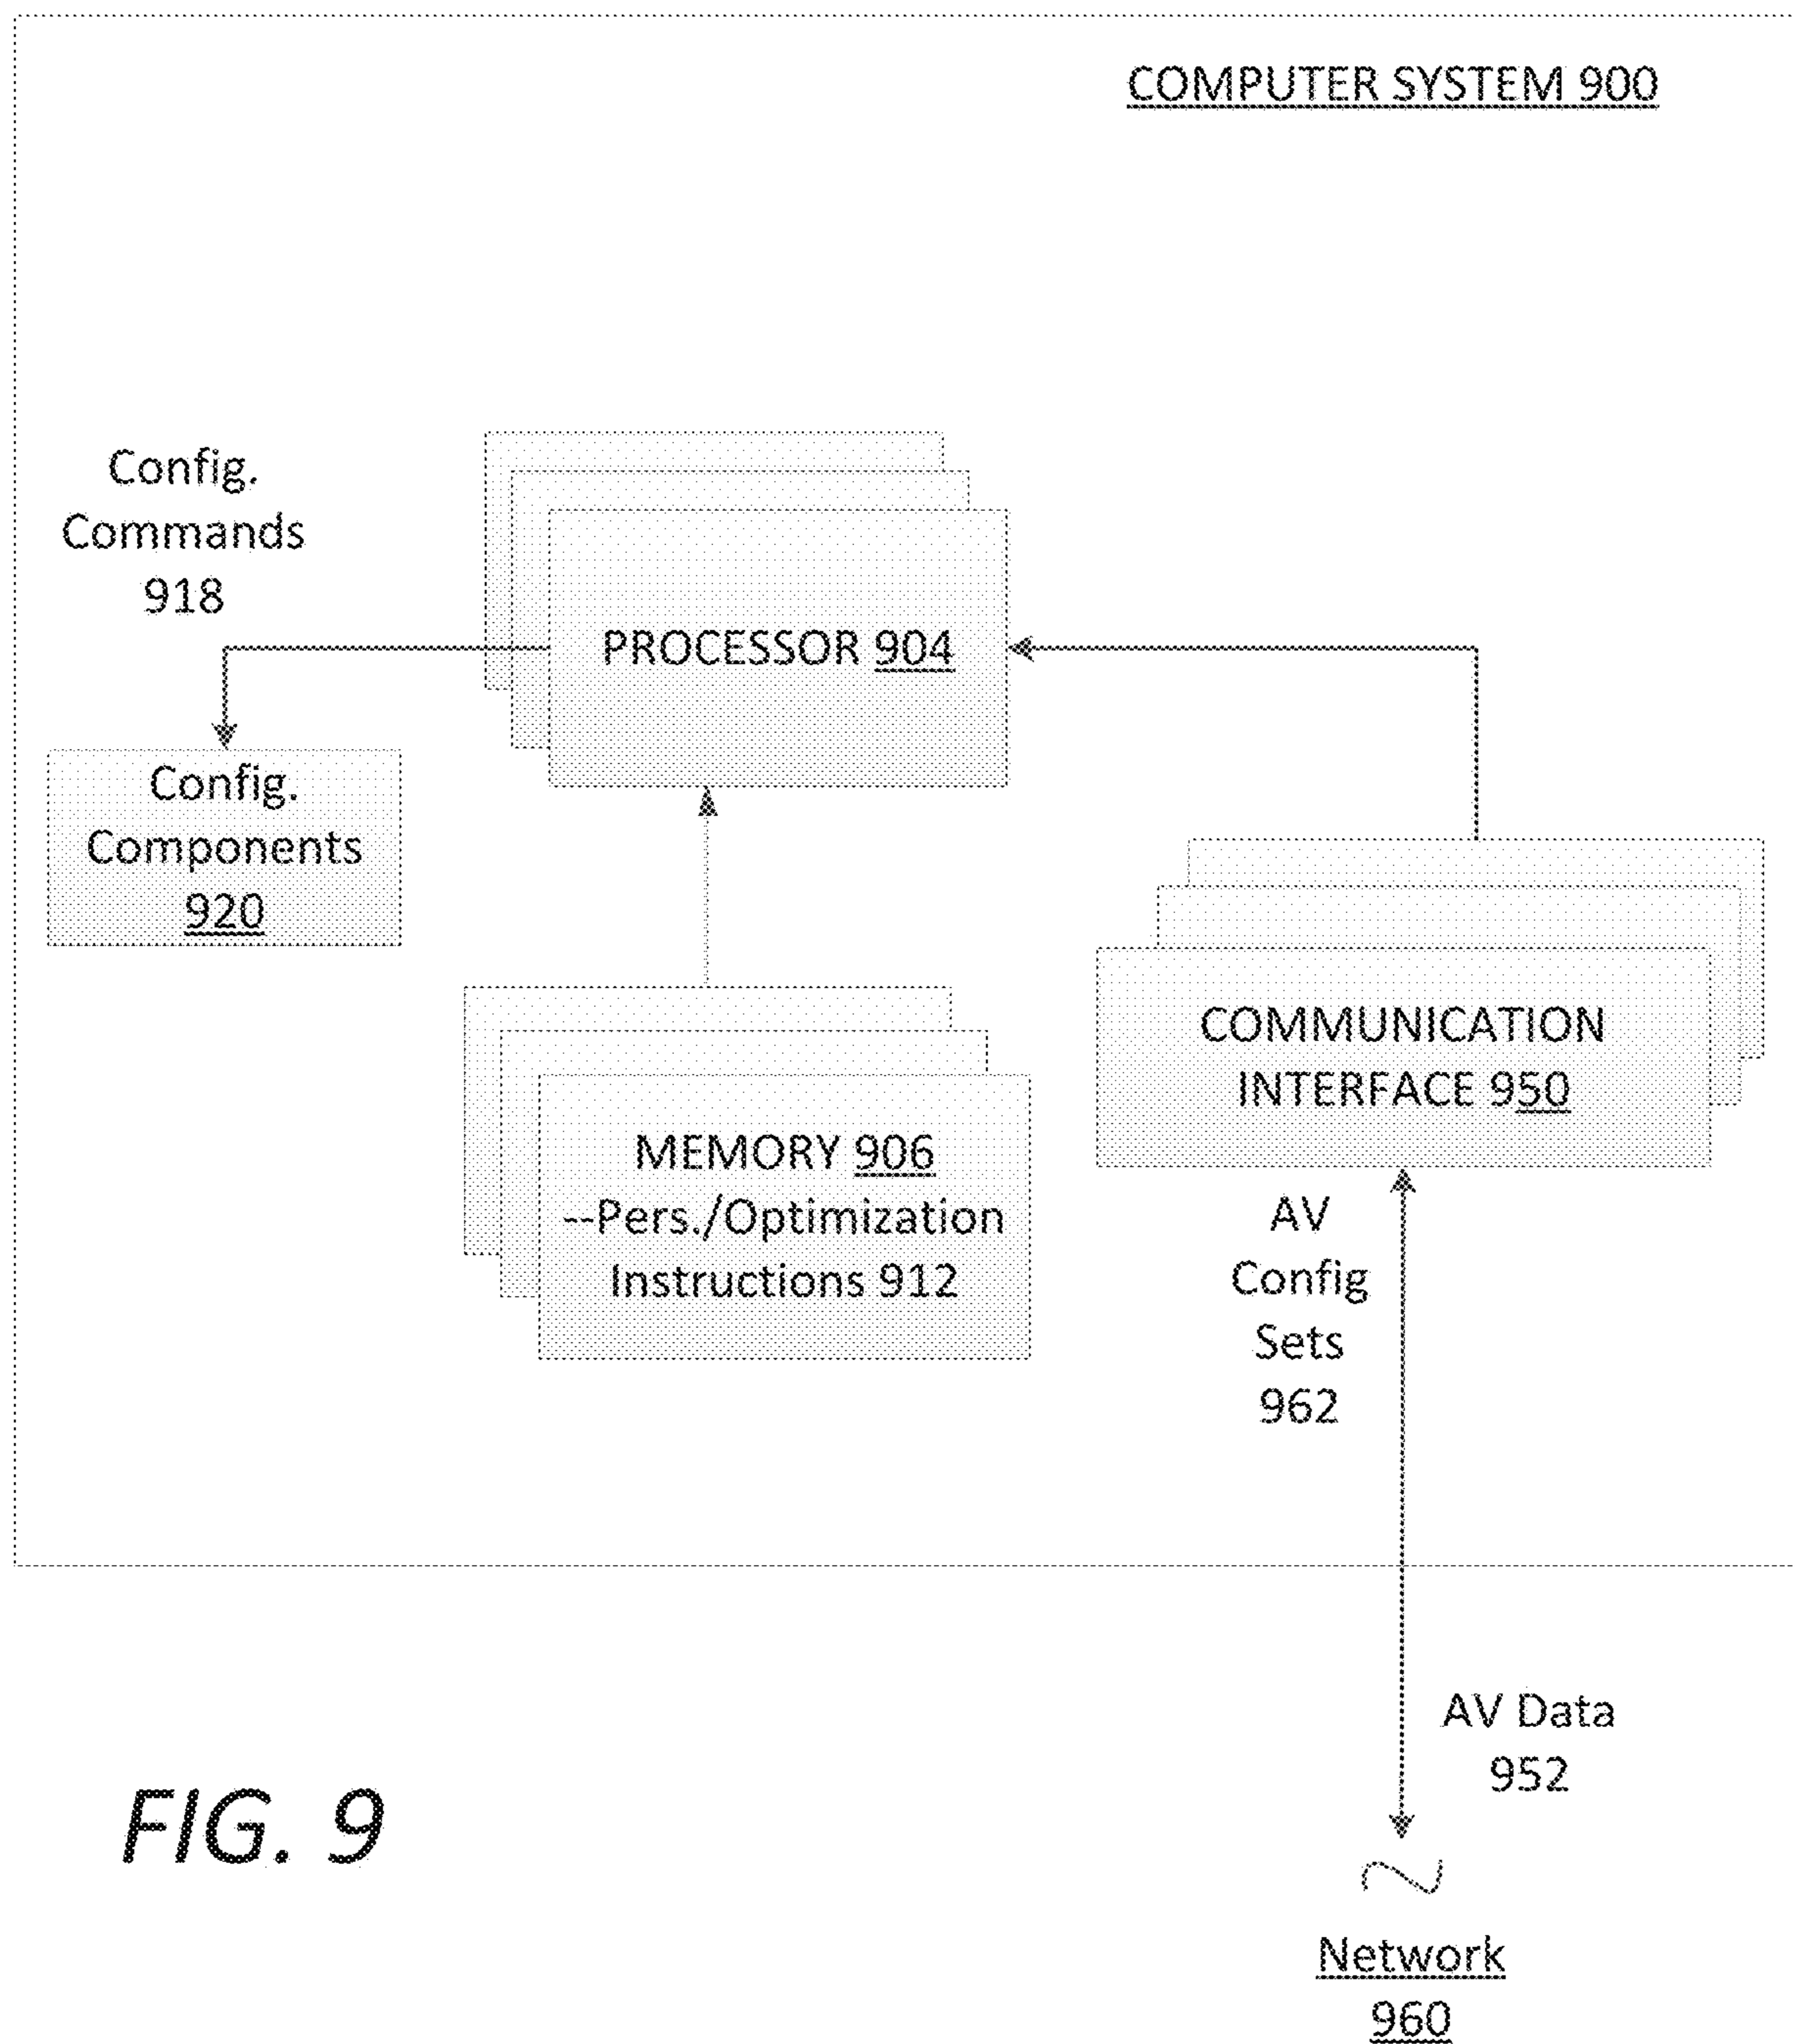 COMPUTER SYSTEM 900
Config.
Commands
918
PROCESSOR 904
Config.
Components
920
COMMUNICATION
INTERFACE 950
MEMORY 906
--Pers./Optimization
Instructions 912
AV
Config
Sets
962
AV Data
952
FIG. 9
Network
960